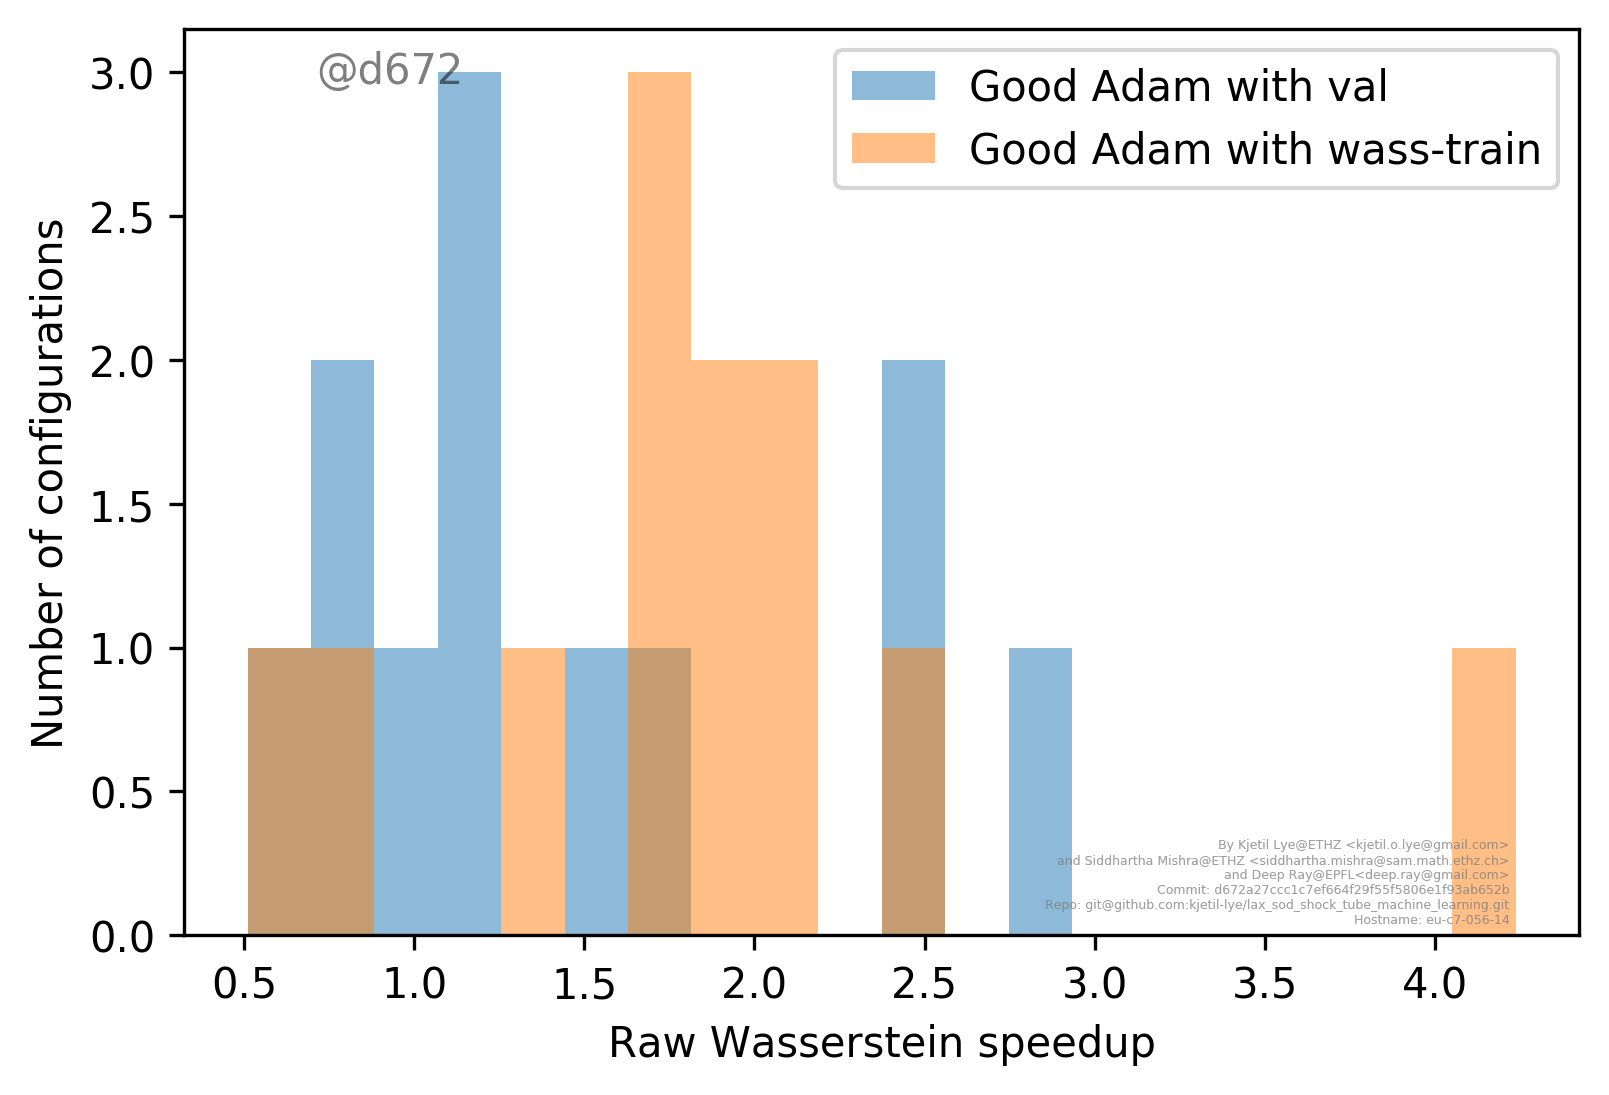 @d672
Good Adam with val
Good Adam with wass-train
Number of configurations
3.0
2.5
2.0
1.5
1.0
0.5
0.0
By Kjetil Lye@ETHZ <kjetil.o.lye@gmail.com>
and Siddhartha Mishra@ETHZ <siddhartha.mishra@sam.math.ethz.ch>
and Deep Ray@EPFL<deep.ray@gmail.com>
Commit: d672a27ccc1c7ef664f29f55f5806e1f93ab652b
Repo: git@github.com:kjetil-lye/lax_sod_shock_tube_machine_learning.git
Hostname: eu-c7-056-14
0.5 1.0 1.5 2.0 2.5 3.0 3.5 4.0
Raw Wasserstein speedup